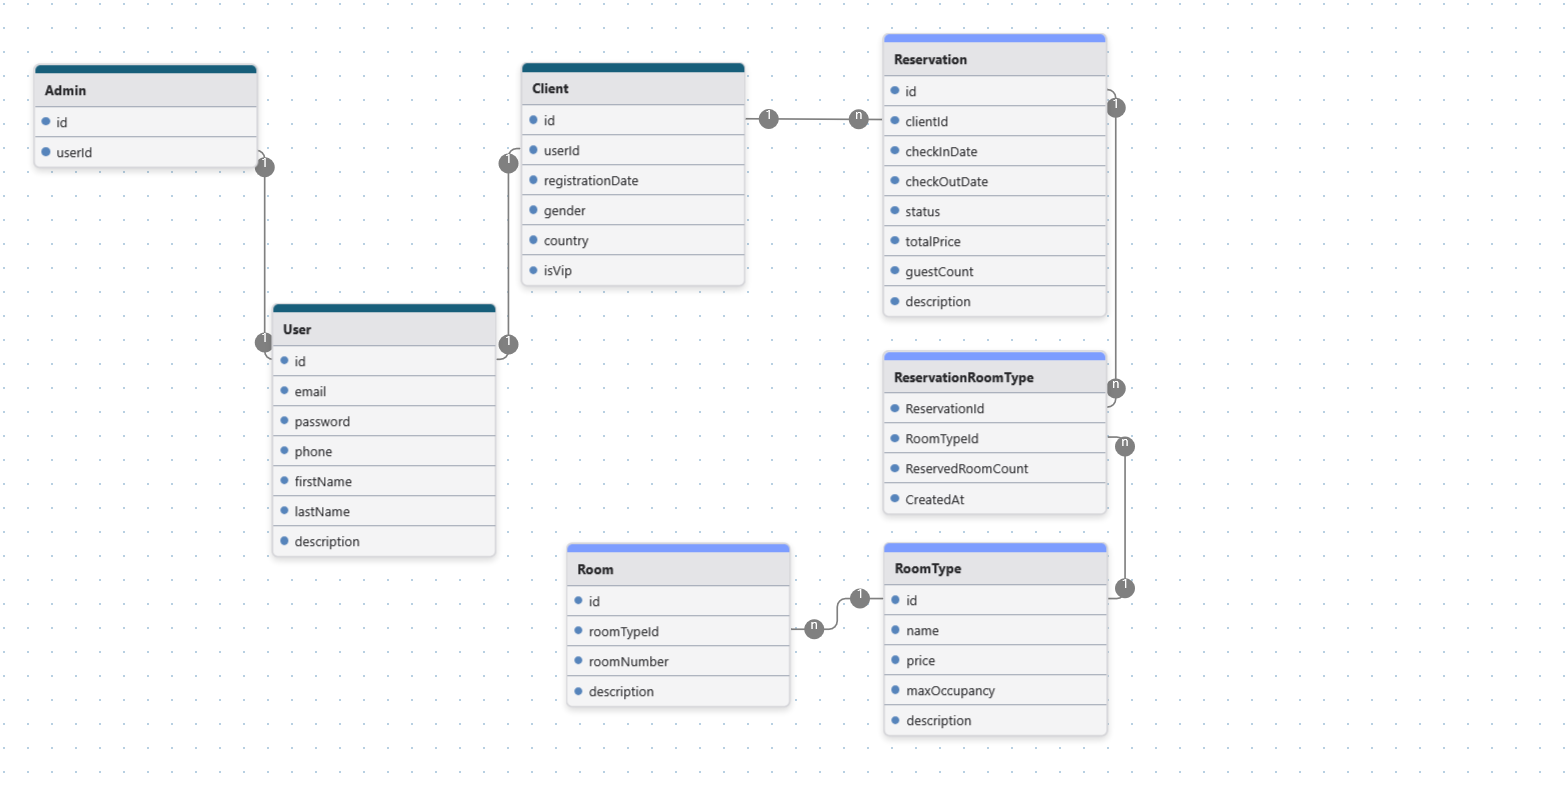 Admin
id
userId
1
1
User
id
email
password
phone
firstName
lastName
description
1
1
Client
id
userId
registrationDate
gender
country
isVip
1
n
Reservation
id
clientId
checkInDate
checkOutDate
status
totalPrice
guestCount
description
1
n
ReservationRoomType
ReservationId
RoomTypeId
ReservedRoomCount
CreatedAt
n
1
Room
id
roomTypeId
roomNumber
description
n
1
RoomType
id
name
price
maxOccupancy
description